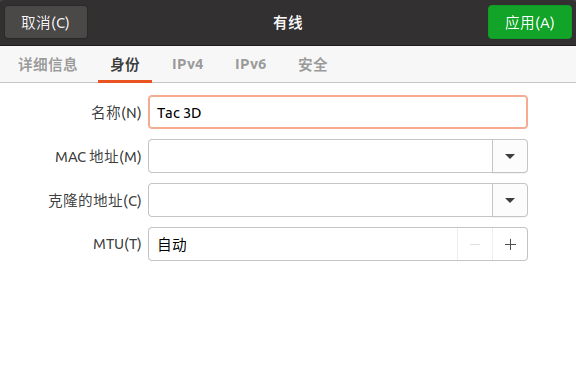 取消(C) 有线 应用(A)
详细信息 身份 IPv4 IPv6 安全
名称(N) Tac 3D
MAC 地址(M)
克隆的地址(C)
MTU(T) 自动